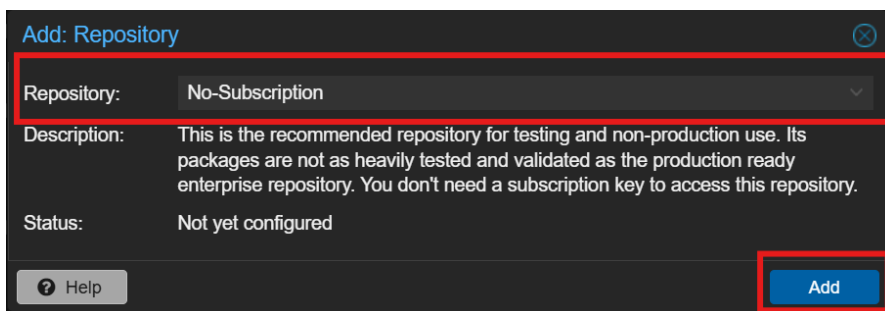 Add: Repository
Repository: No-Subscription
Description: This is the recommended repository for testing and non-production use. Its
packages are not as heavily tested and validated as the production ready
enterprise repository. You don't need a subscription key to access this repository.
Status: Not yet configured
Help
Add